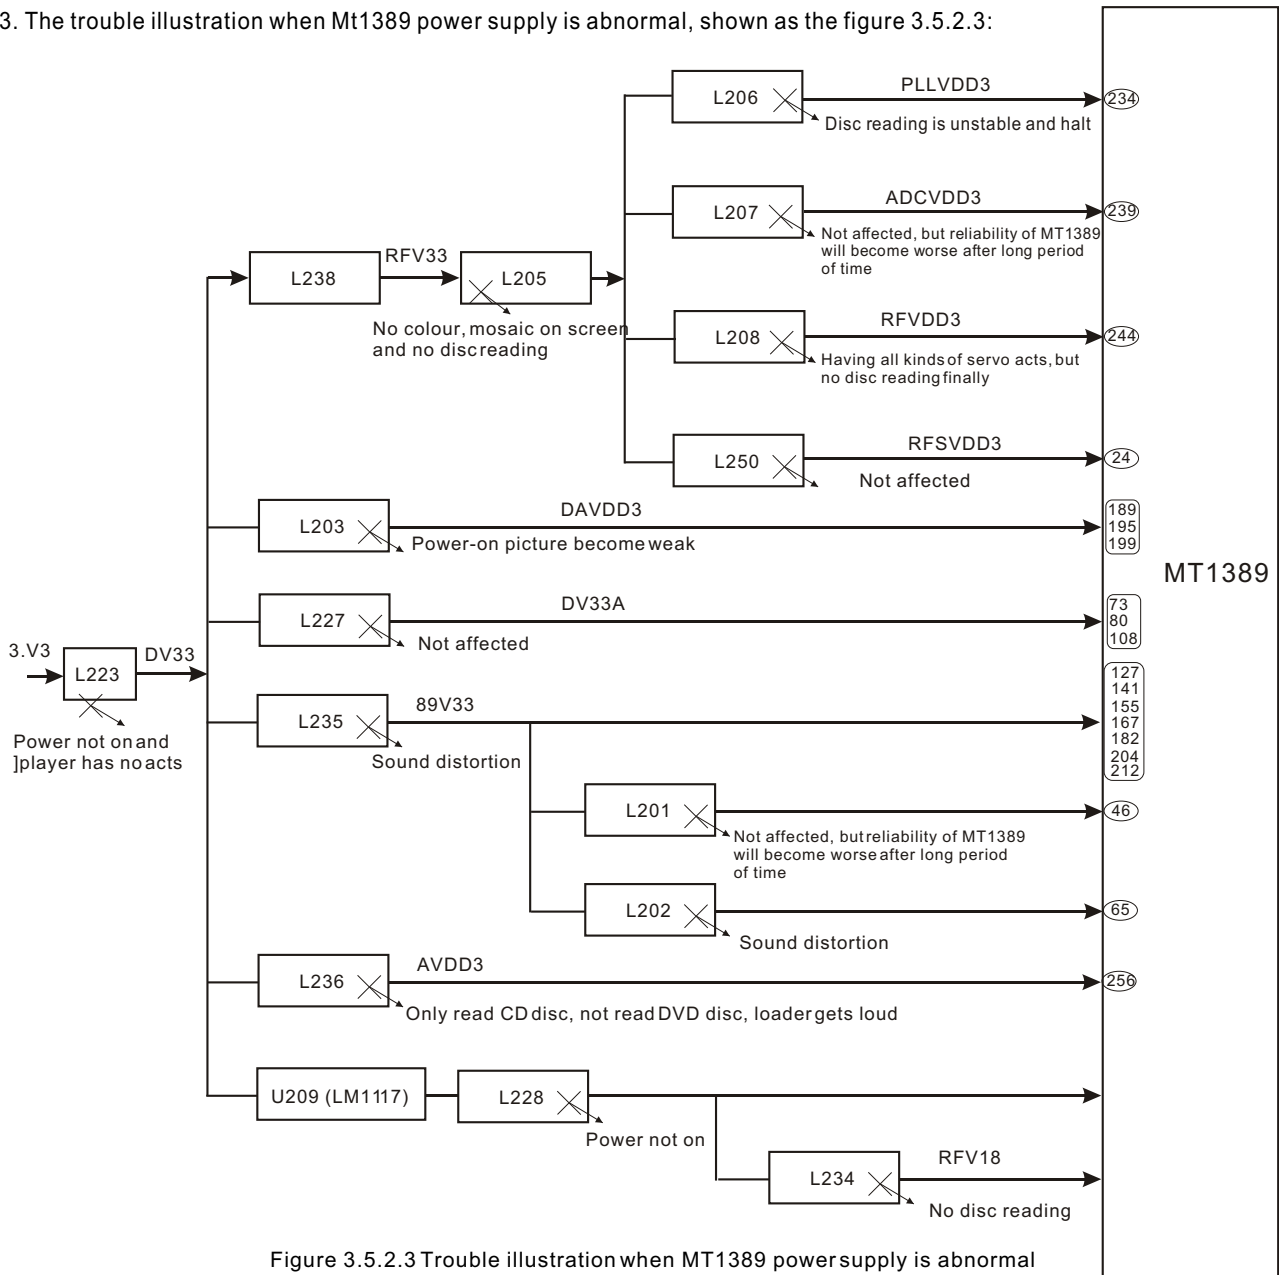 3. The trouble illustration when Mt1389 power supply is abnormal, shown as the figure 3.5.2.3:
L206
PLLVDD3
234
Disc reading is unstable and halt
L207
ADCVDD3
239
Not affected, but reliability of MT1389
will become worse after long period
of time
L238
RFV33
L205
No colour, mosaic on screen
and no disc reading
L208
RFVDD3
244
Having all kinds of servo acts, but
no disc reading finally
L250
RFSVDD3
24
Not affected
L203
DAVDD3
Power-on picture become weak
189
195
199
MT1389
L227
DV33A
Not affected
73
80
108
3.V3
L223
DV33
Power not on and
]player has no acts
L235
89V33
Sound distortion
127
141
155
167
182
204
212
L201
46
Not affected, but reliability of MT1389
will become worse after long period
of time
L202
65
Sound distortion
L236
AVDD3
256
Only read CD disc, not read DVD disc, loader gets loud
U209 (LM1117)
L228
Power not on
L234
RFV18
No disc reading
Figure 3.5.2.3 Trouble illustration when MT1389 power supply is abnormal